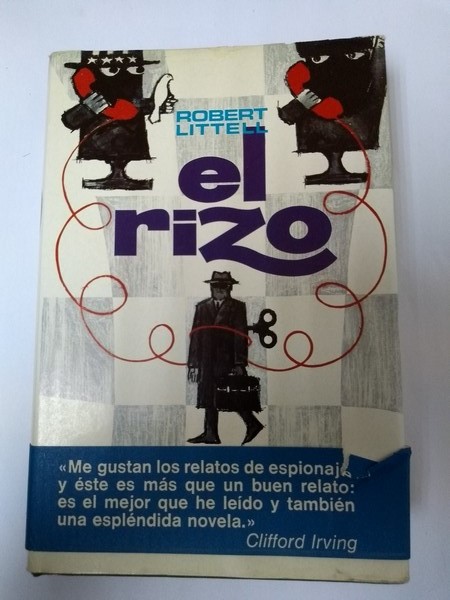 ROBERT
LITTELL
el
rizo
«Me gustan los relatos de espionaje
y éste es más que un buen relato:
es el mejor que he leído y también
una espléndida novela.»
Clifford Irving